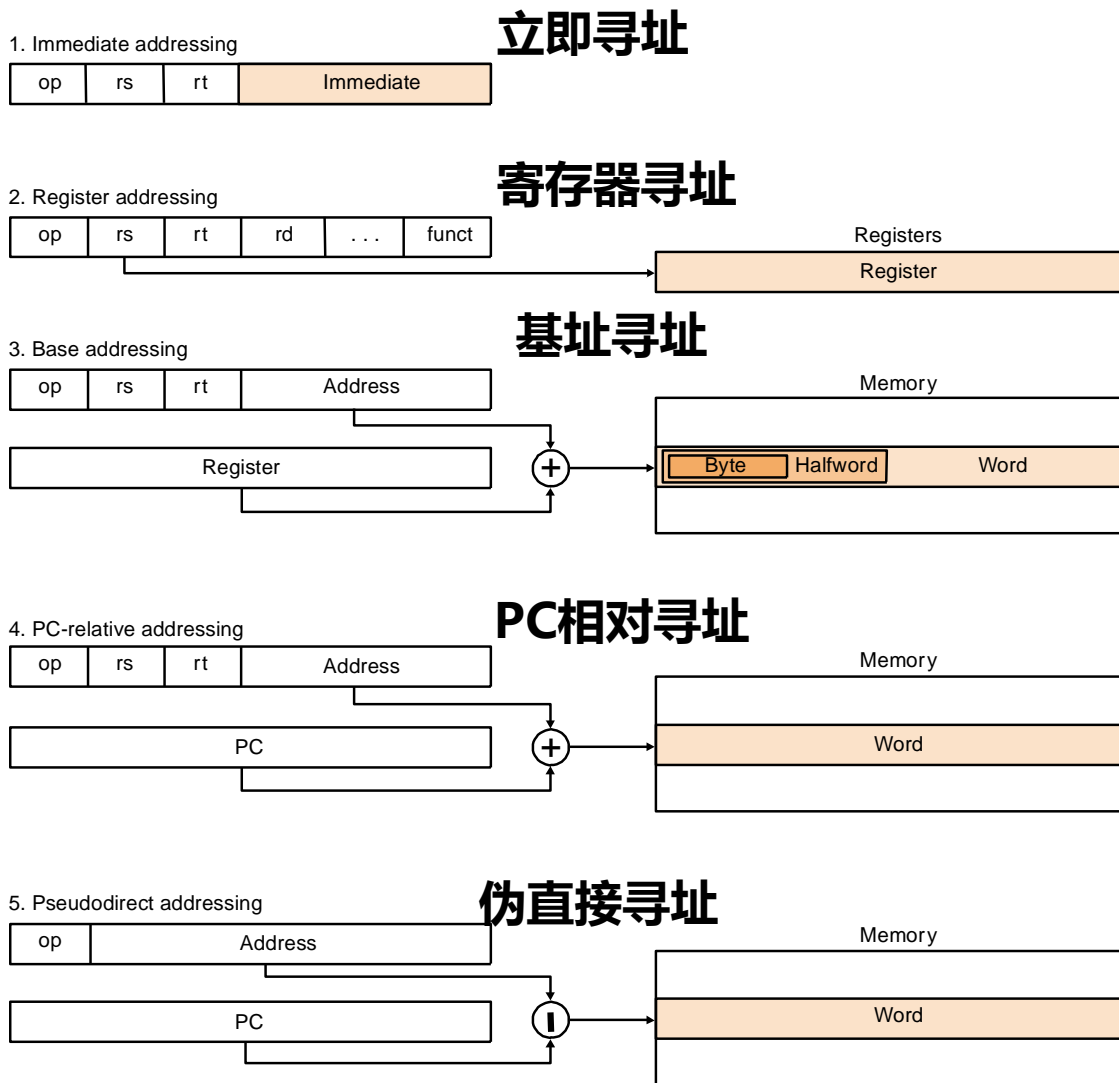 立即寻址
1. Immediate addressing
op rs rt Immediate
寄存器寻址
2. Register addressing
op rs rt rd . . . funct
Registers
Register
基址寻址
3. Base addressing
op rs rt Address
Memory
Register
+
Byte Halfword Word
PC相对寻址
4. PC-relative addressing
op rs rt Address
Memory
PC
+
Word
伪直接寻址
5. Pseudodirect addressing
op Address
Memory
PC
|
Word